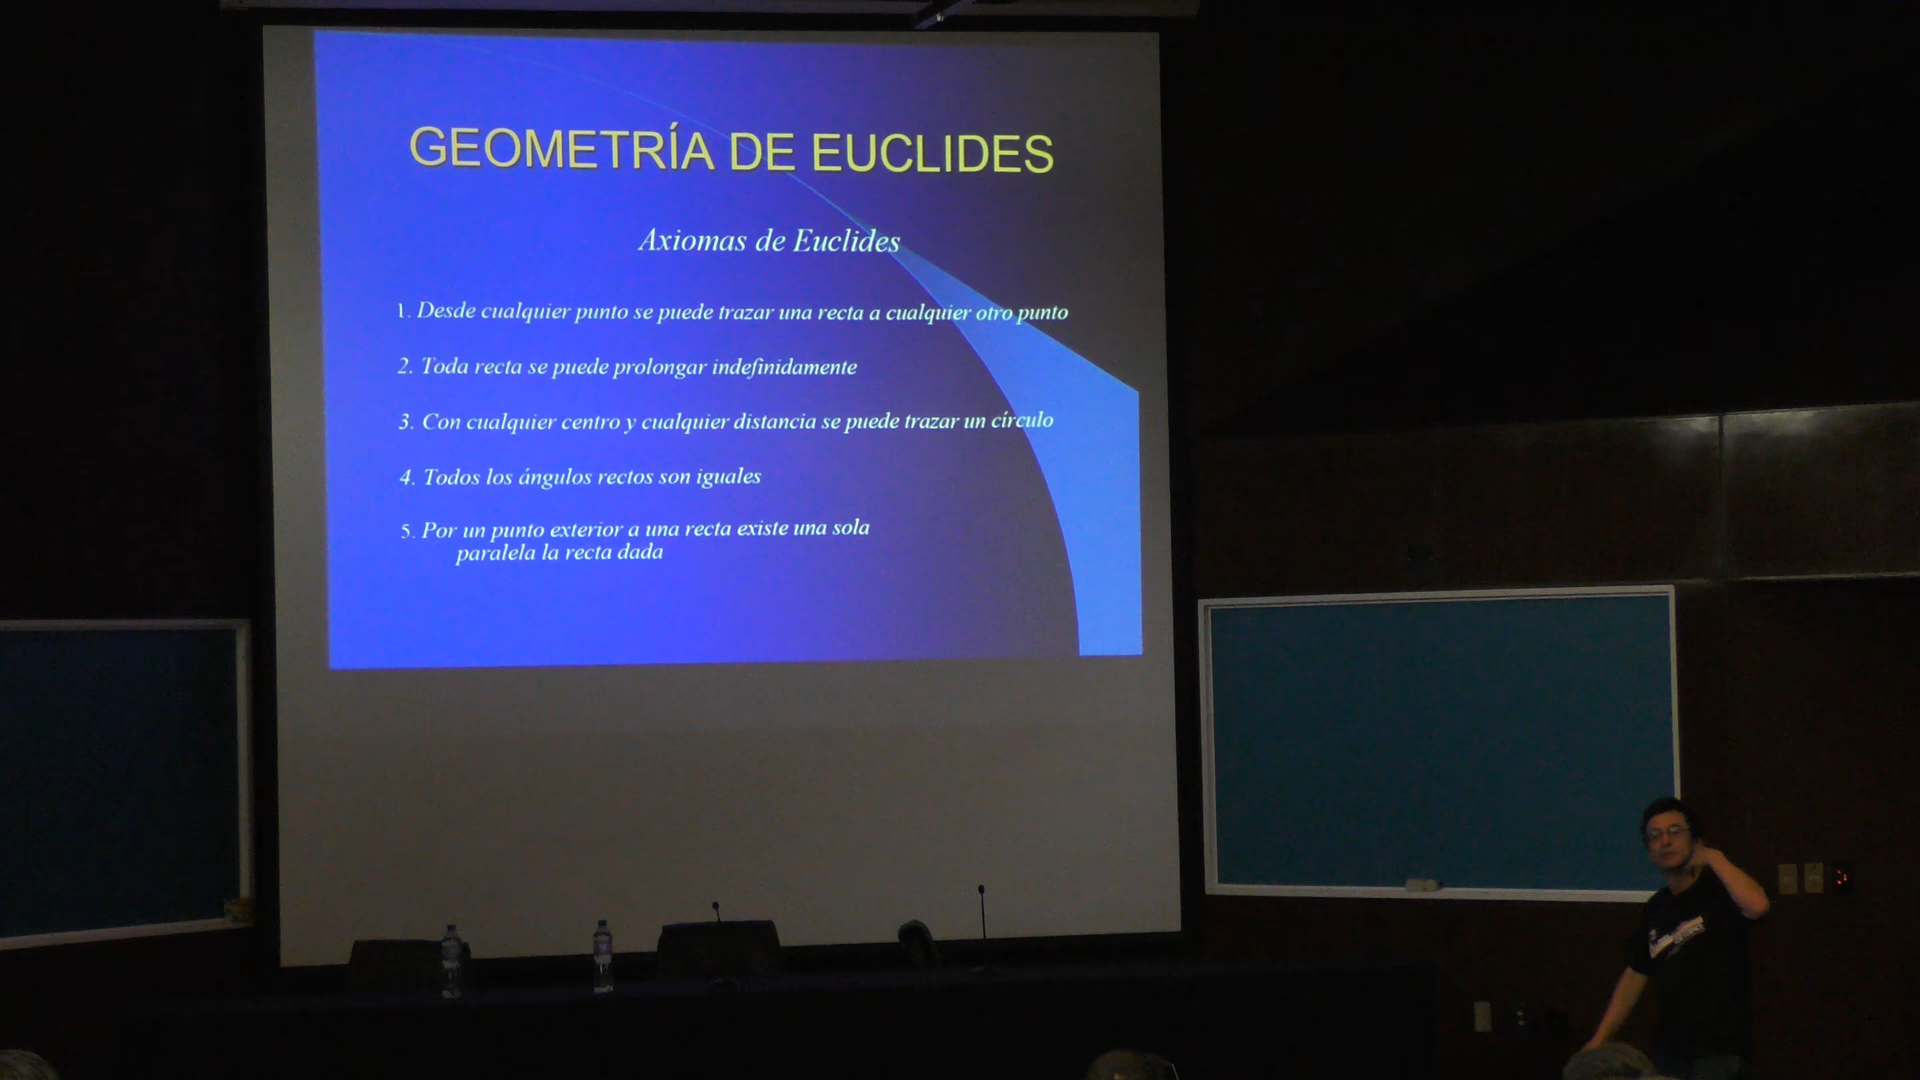 GEOMETRÍA DE EUCLIDES
Axiomas de Euclides
1. Desde cualquier punto se puede trazar una recta a cualquier otro punto
2. Toda recta se puede prolongar indefinidamente
3. Con cualquier centro y cualquier distancia se puede trazar un círculo
4. Todos los ángulos rectos son iguales
5. Por un punto exterior a una recta existe una sola
paralela la recta dada